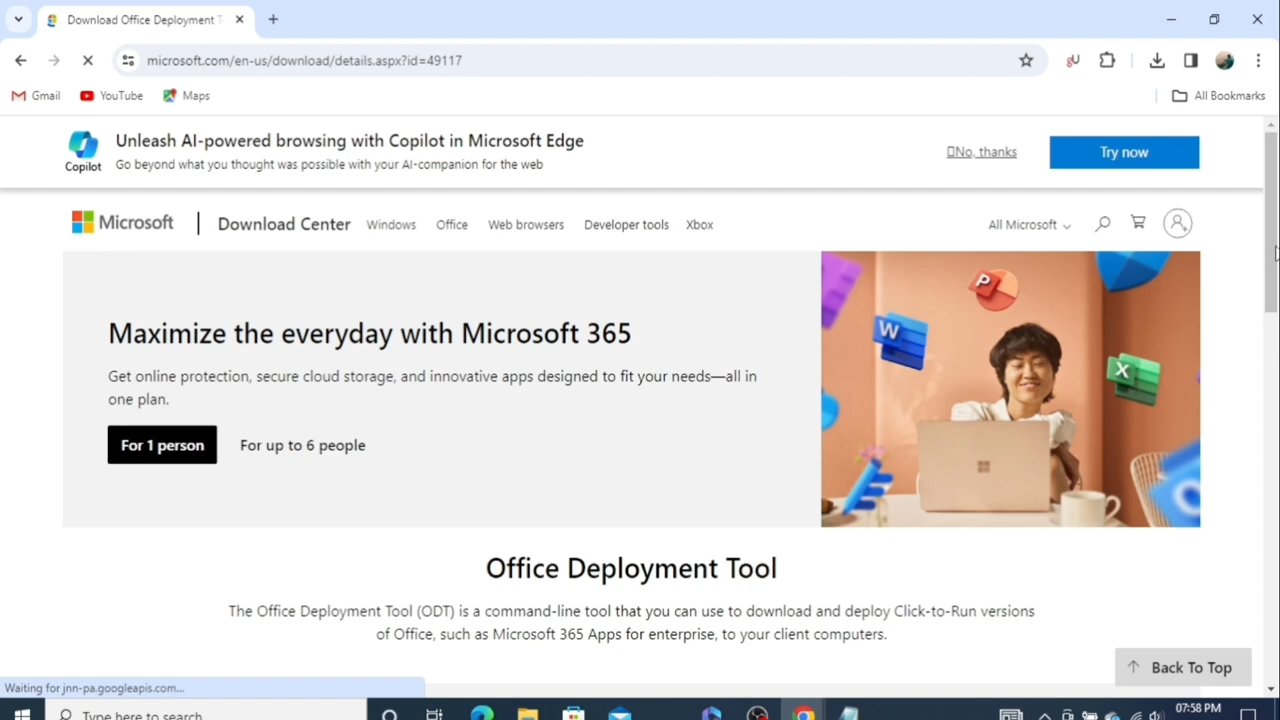 Download Office Deployment T
microsoft.com/en-us/download/details.aspx?id=49117
gU
Gmail
YouTube
Maps
All Bookmarks
Unleash AI-powered browsing with Copilot in Microsoft Edge
Copilot
Go beyond what you thought was possible with your AI-companion for the web
No, thanks
Try now
Microsoft
Download Center
Windows
Office
Web browsers
Developer tools
Xbox
All Microsoft
Maximize the everyday with Microsoft 365
Get online protection, secure cloud storage, and innovative apps designed to fit your needs—all in
one plan.
For 1 person
For up to 6 people
P
W
X
Office Deployment Tool
The Office Deployment Tool (ODT) is a command-line tool that you can use to download and deploy Click-to-Run versions
of Office, such as Microsoft 365 Apps for enterprise, to your client computers.
Back To Top
Waiting for jnn-pa.googleapis.com...
Type here to search
07:58 PM